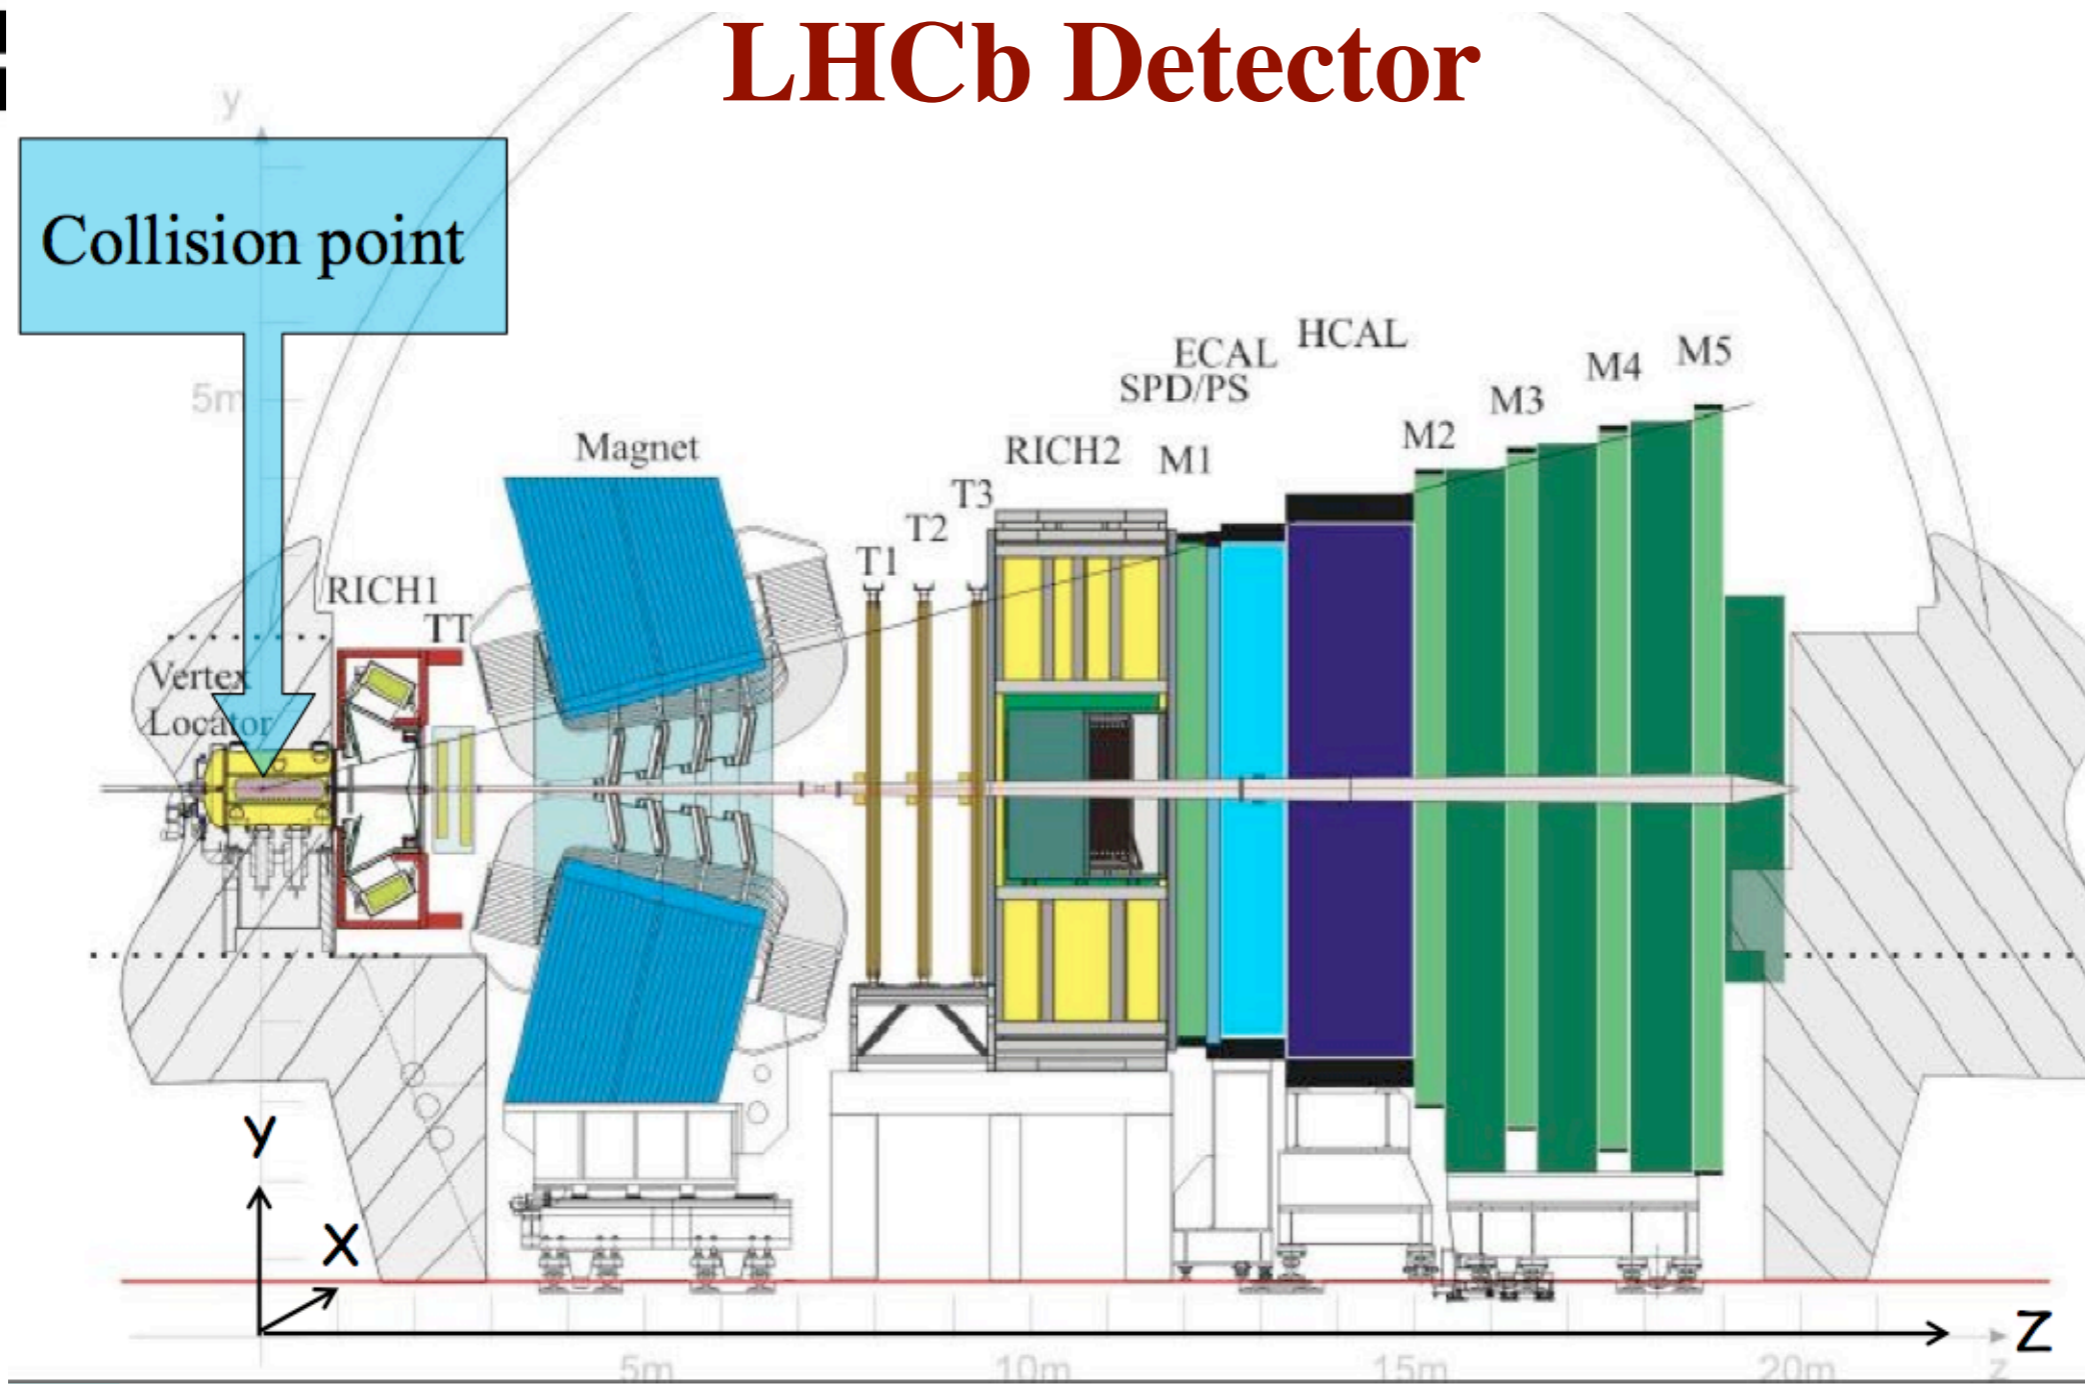 LHCb Detector
y
Collision point
5m
HCAL
ECAL
SPD/PS
M5
M4
M3
M2
Magnet
RICH2
M1
T3
T2
T1
RICH1
TT
Vertex
Locator
y
X
Z
5m
10m
15m
20m
z